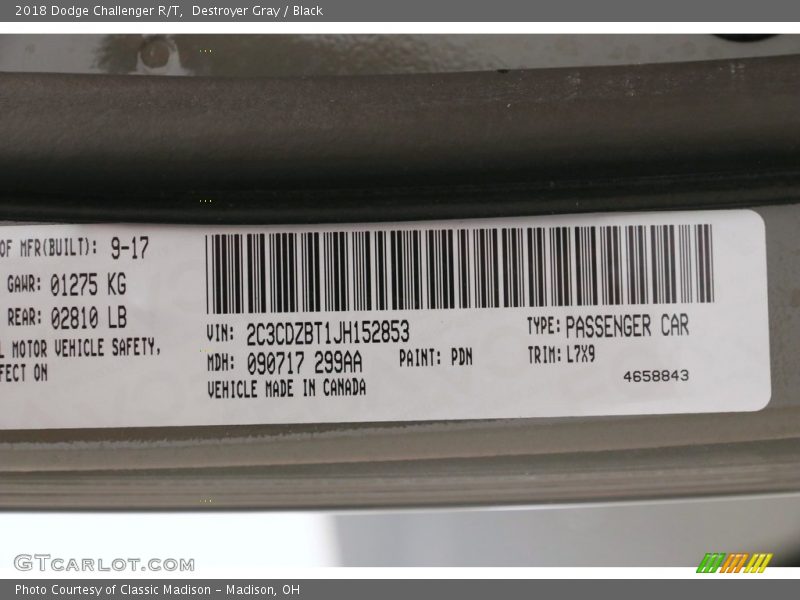 2018 Dodge Challenger R/T, Destroyer Gray / Black
OF MFR(BUILT): 9-17
GAWR: 01275 KG
REAR: 02810 LB
L MOTOR VEHICLE SAFETY,
FECT ON
VIN: 2C3CDZBT1JH152853
TYPE: PASSENGER CAR
MDH: 090717 299AA
PAINT: PDN
TRIM: L7X9
VEHICLE MADE IN CANADA
4658843
GTCARLOT.COM
Photo Courtesy of Classic Madison - Madison, OH